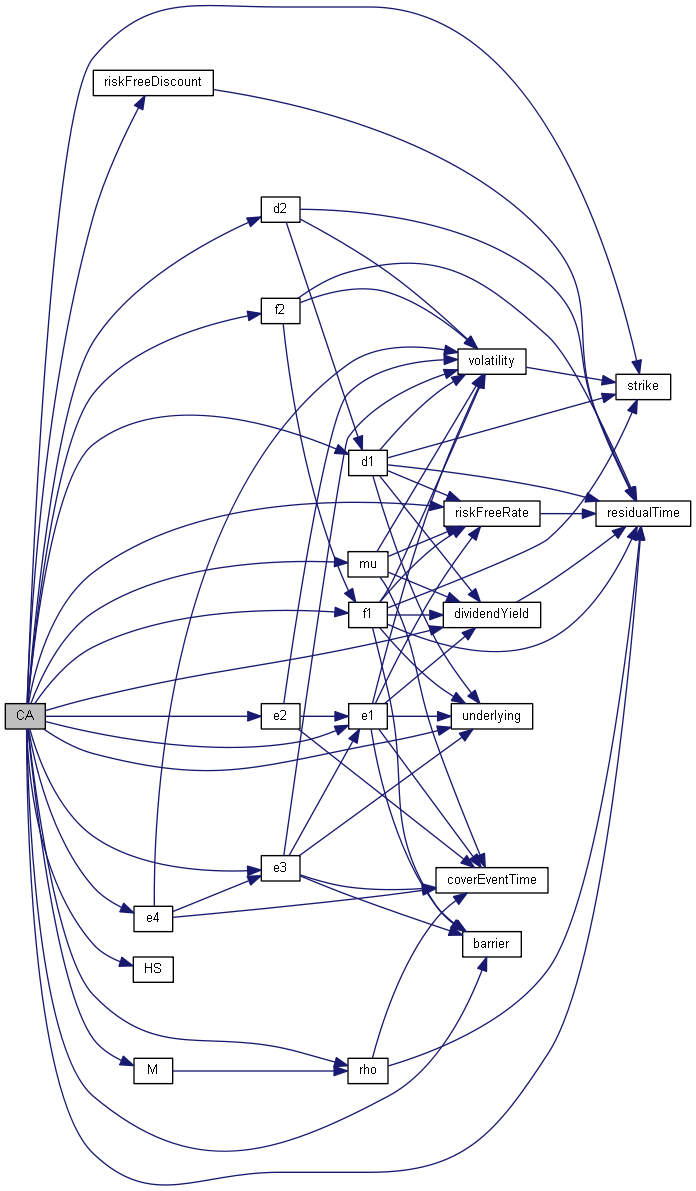 riskFreeDiscount
d2
f2
volatility
strike
d1
riskFreeRate
residualTime
mu
f1
dividendYield
CA
e2
e1
underlying
e3
coverEventTime
e4
barrier
HS
M
rho